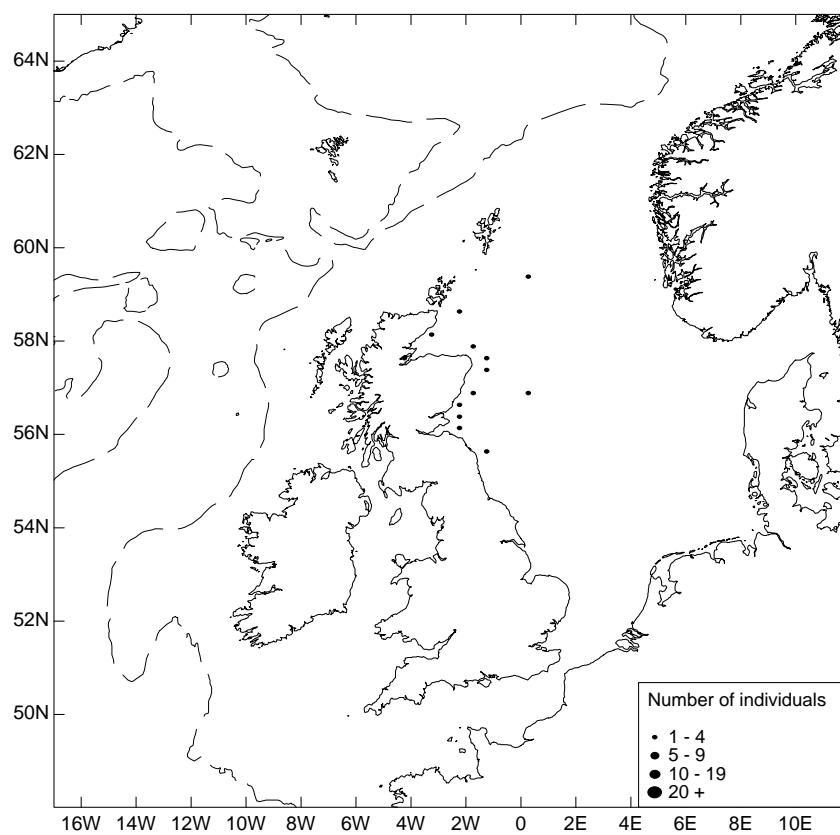 64N
62N
60N
58N
56N
54N
52N
50N
Number of individuals
1 - 4
5 - 9
10 - 19
20 +
16W 14W 12W 10W 8W 6W 4W 2W 0 2E 4E 6E 8E 10E